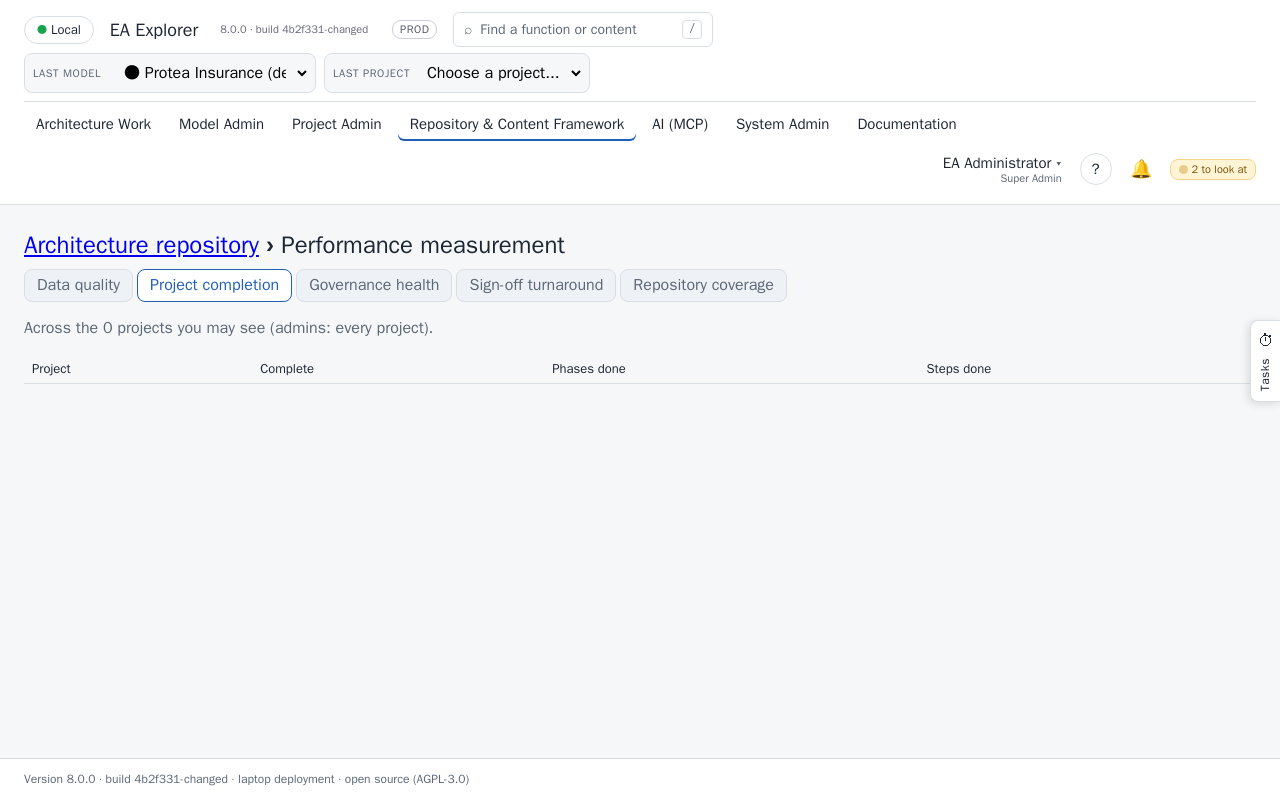 Local
EA Explorer
8.0.0 · build 4b2f331-changed
PROD
Find a function or content
/
LAST MODEL
Protea Insurance (de
LAST PROJECT
Choose a project...
Architecture Work
Model Admin
Project Admin
Repository & Content Framework
AI (MCP)
System Admin
Documentation
EA Administrator
Super Admin
?
2 to look at
Architecture repository › Performance measurement
Data quality
Project completion
Governance health
Sign-off turnaround
Repository coverage
Across the 0 projects you may see (admins: every project).
Project
Complete
Phases done
Steps done
Tasks
Version 8.0.0 · build 4b2f331-changed · laptop deployment · open source (AGPL-3.0)